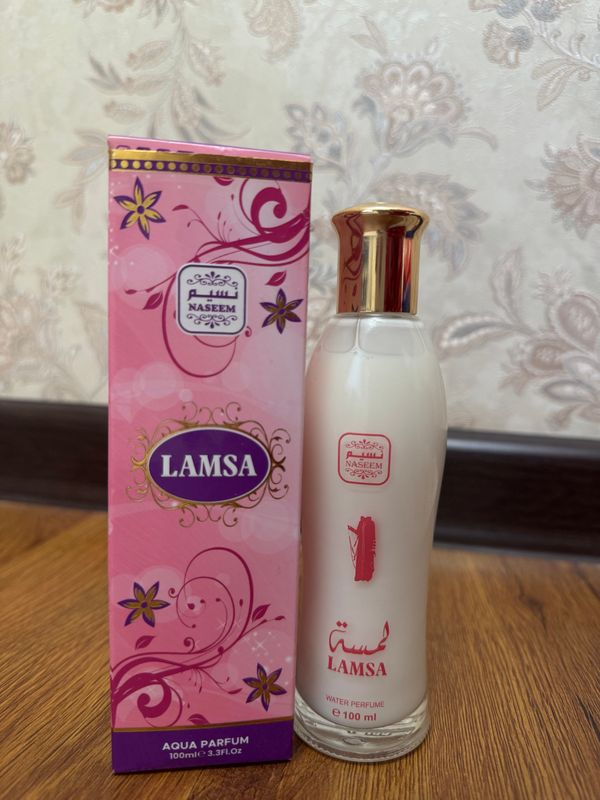 نسيم
NASEEM
LAMSA
AQUA PARFUM
100ml ℮ 3.3Fl.Oz
نسيم
NASEEM
لمسة
LAMSA
WATER PERFUME
℮ 100 ml